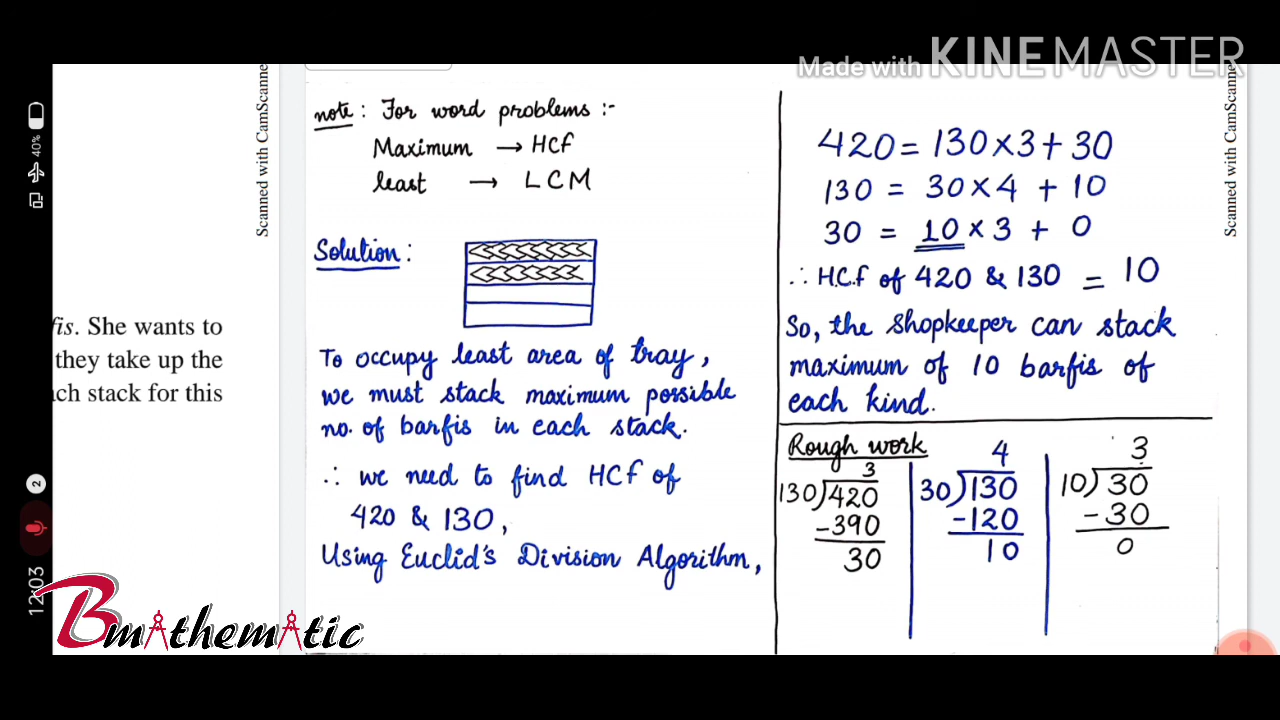 Made with KINEMASTER
40%
12:03
2
Scanned with CamScanne
fis. She wants to
they take up the
ch stack for this
note: For word problems :-
Maximum → HCf
least → LCM
Solution:
To occupy least area of tray,
we must stack maximum possible
no. of barfis in each stack.
∴ we need to find HCf of
420 & 130,
Using Euclid's Division Algorithm,
420 = 130 × 3 + 30
130 = 30 × 4 + 10
30 = 10 × 3 + 0
∴ H.C.f of 420 & 130 = 10
So, the shopkeeper can stack
maximum of 10 barfis of
each kind.
Rough work
3
130)420
-390
30
4
30)130
-120
10
3
10)30
-30
0
Scanned with CamScanne
Bmathematic